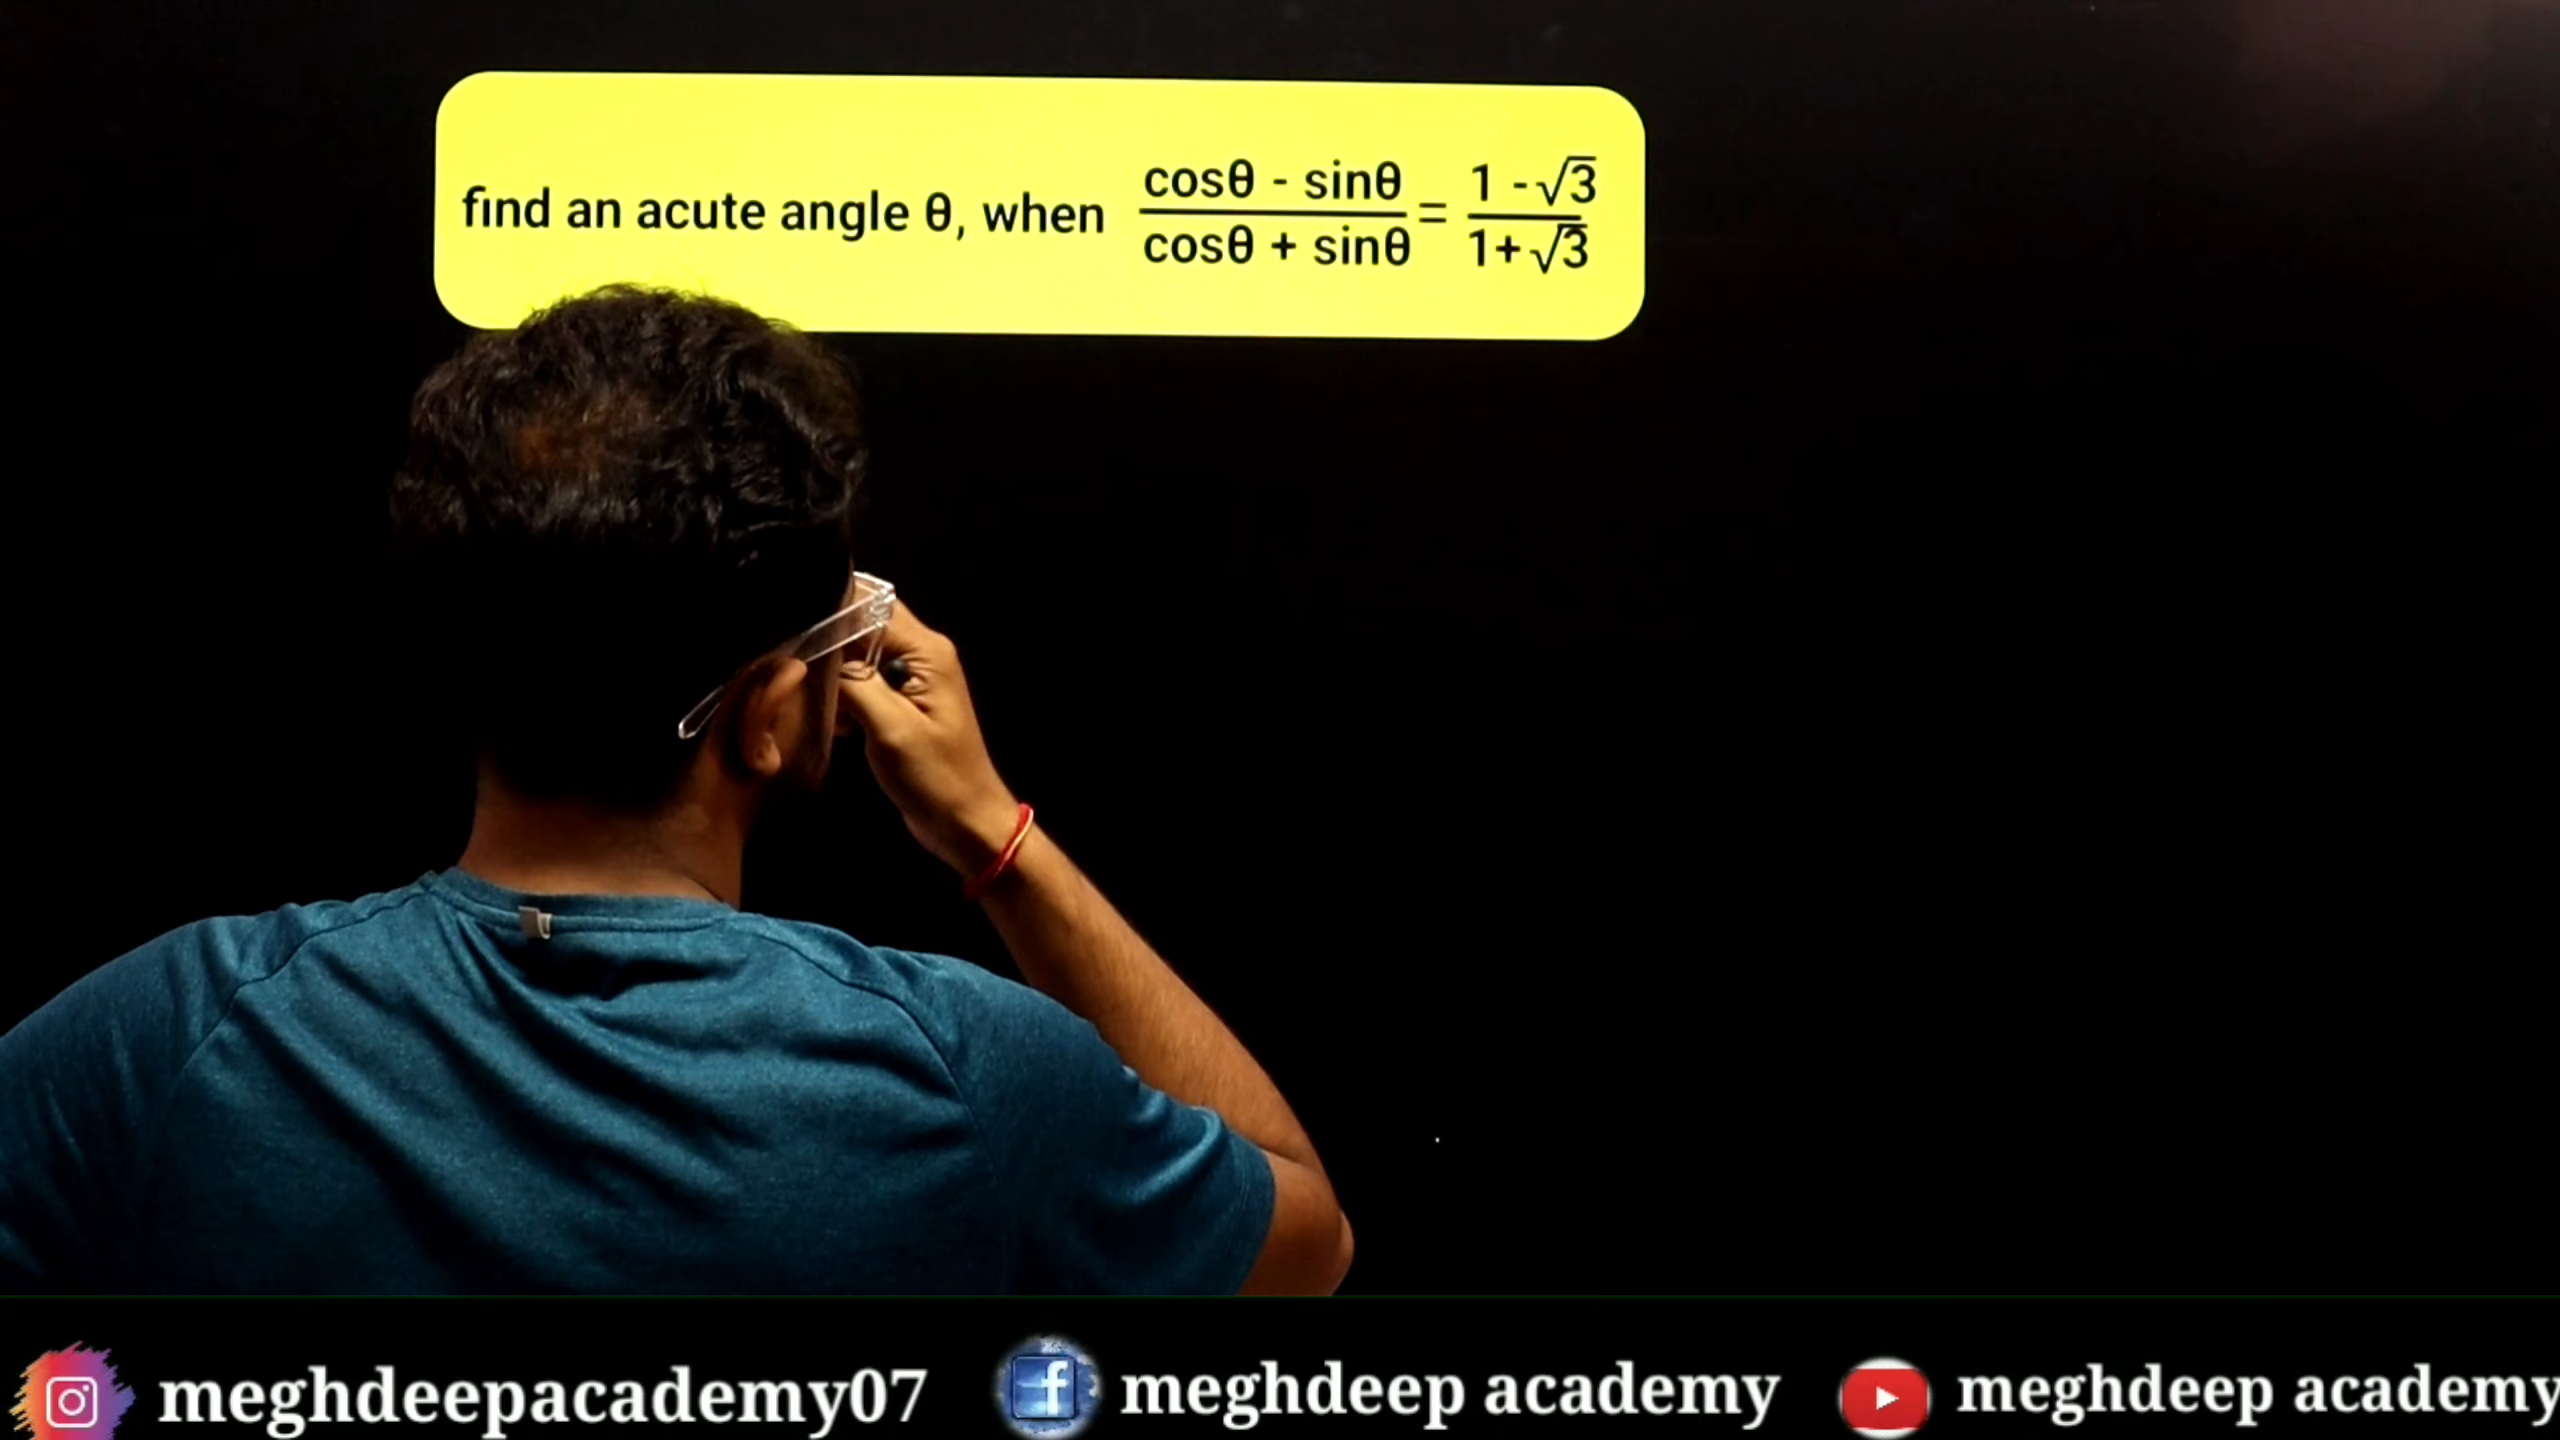 find an acute angle θ, when cosθ - sinθ / cosθ + sinθ = 1 -√3 / 1+√3
meghdeepacademy07 meghdeep academy meghdeep academy